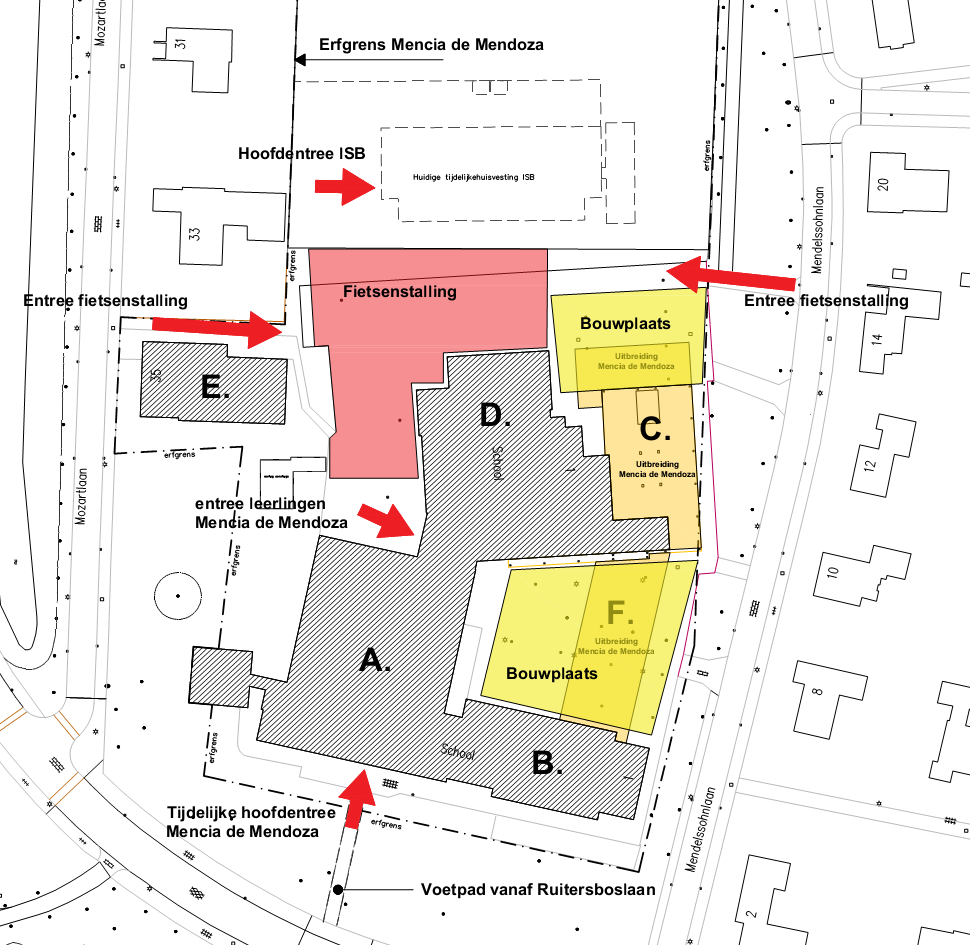 Mozartlaan
31
Erfgrens Mencia de Mendoza
Hoofdentree ISB
Huidige tijdelijkehuisvesting ISB
erfgrens
20
33
Mendelssohnlaan
erfgrens
Entree fietsenstalling
Fietsenstalling
Entree fietsenstalling
Bouwplaats
14
Uitbreiding
Mencia de Mendoza
35
E.
D.
C.
School
Uitbreiding
Mencia de Mendoza
12
erfgrens
Mozartlaan
entree leerlingen
Mencia de Mendoza
erfgrens
10
F.
Uitbreiding
Mencia de Mendoza
A.
Bouwplaats
8
erfgrens
School
B.
Tijdelijke hoofdentree
Mencia de Mendoza
erfgrens
Mendelssohnlaan
Voetpad vanaf Ruitersboslaan
2